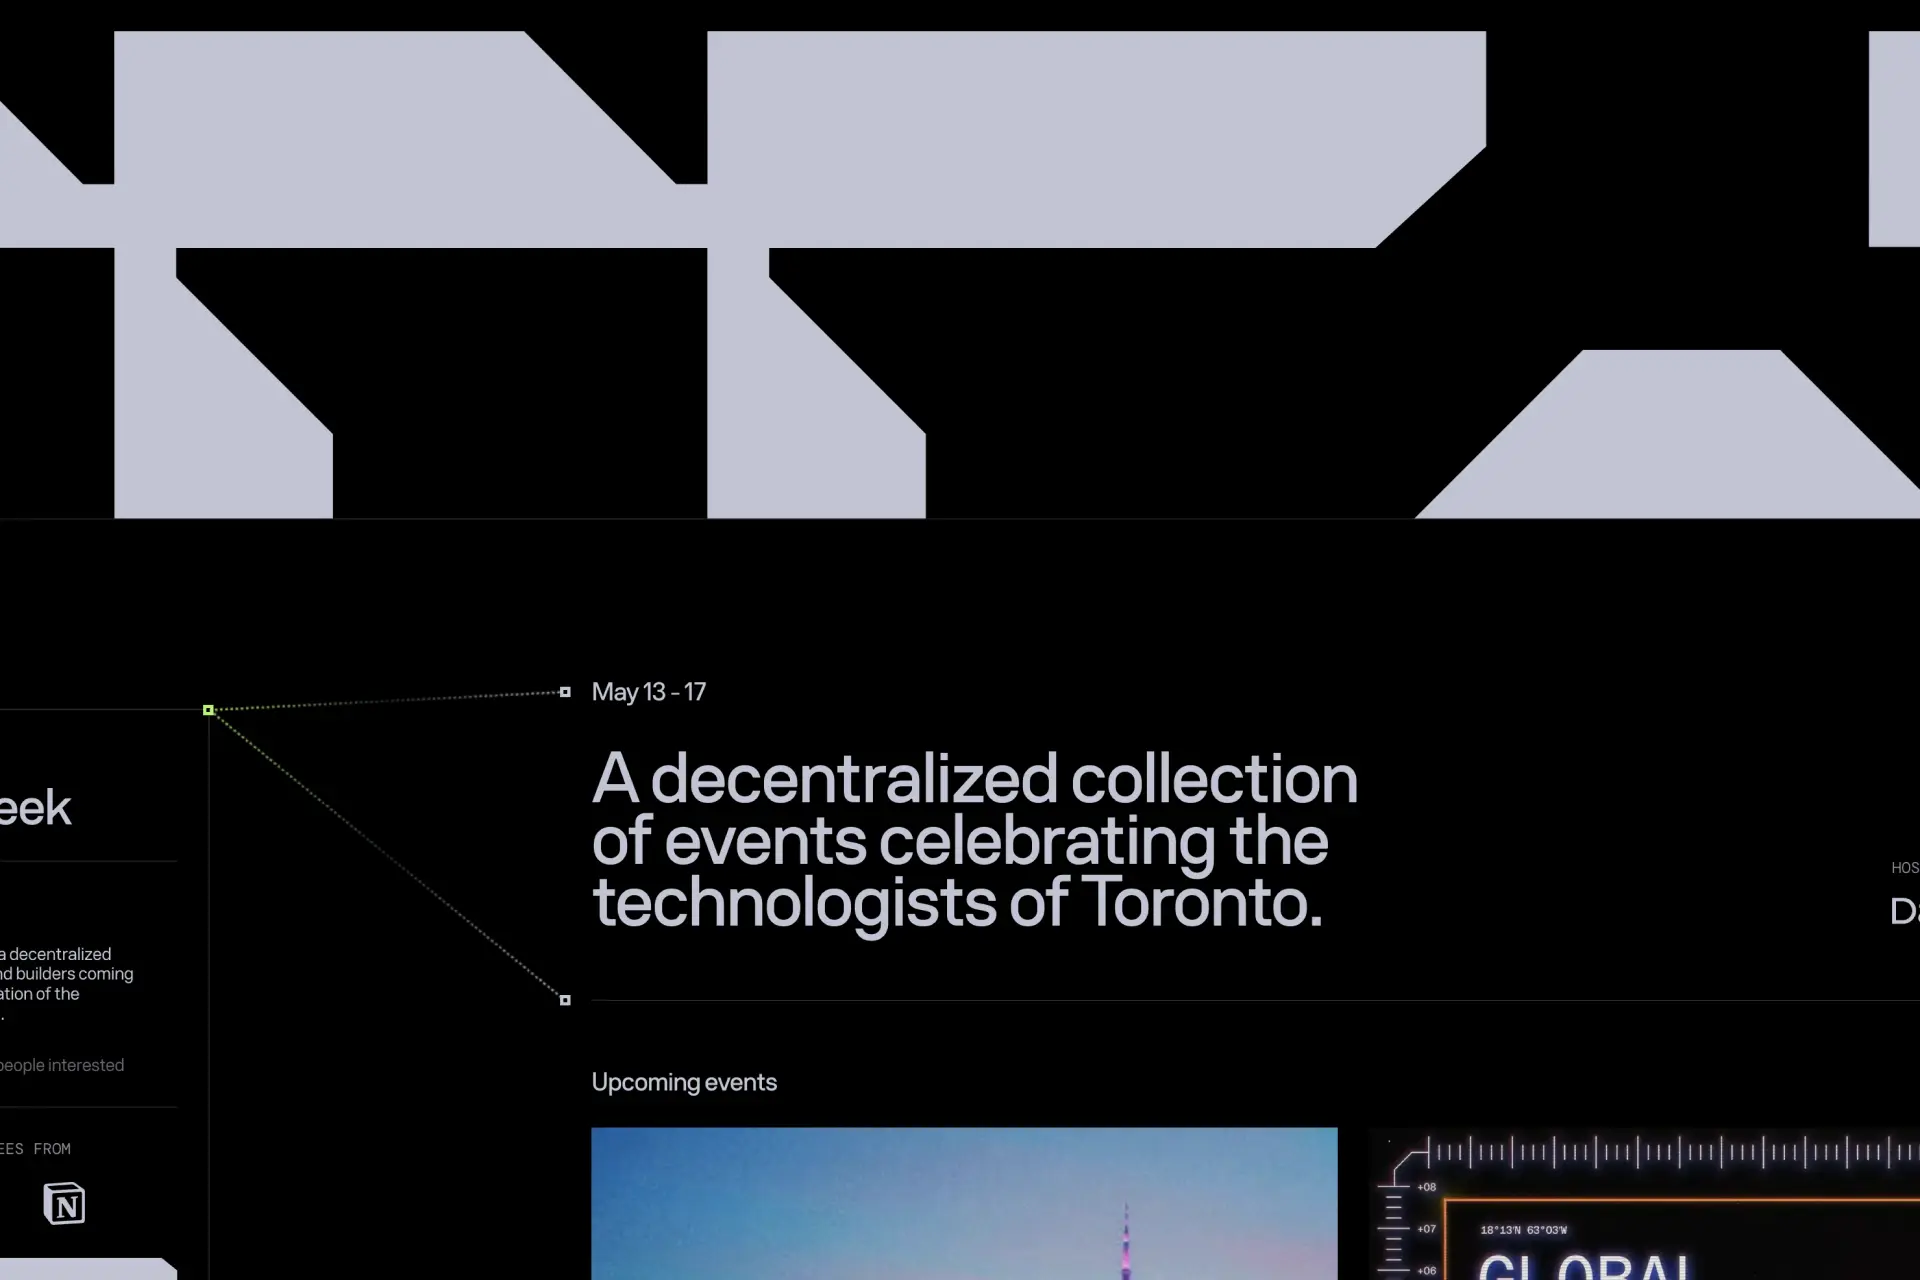 May 13 - 17
A decentralized collection
of events celebrating the
technologists of Toronto.
eek
a decentralized
nd builders coming
ation of the
.
people interested
EES FROM
N
HOS
Da
Upcoming events
+08
+07
+06
18°13'N 63°03'W
GLOBAL